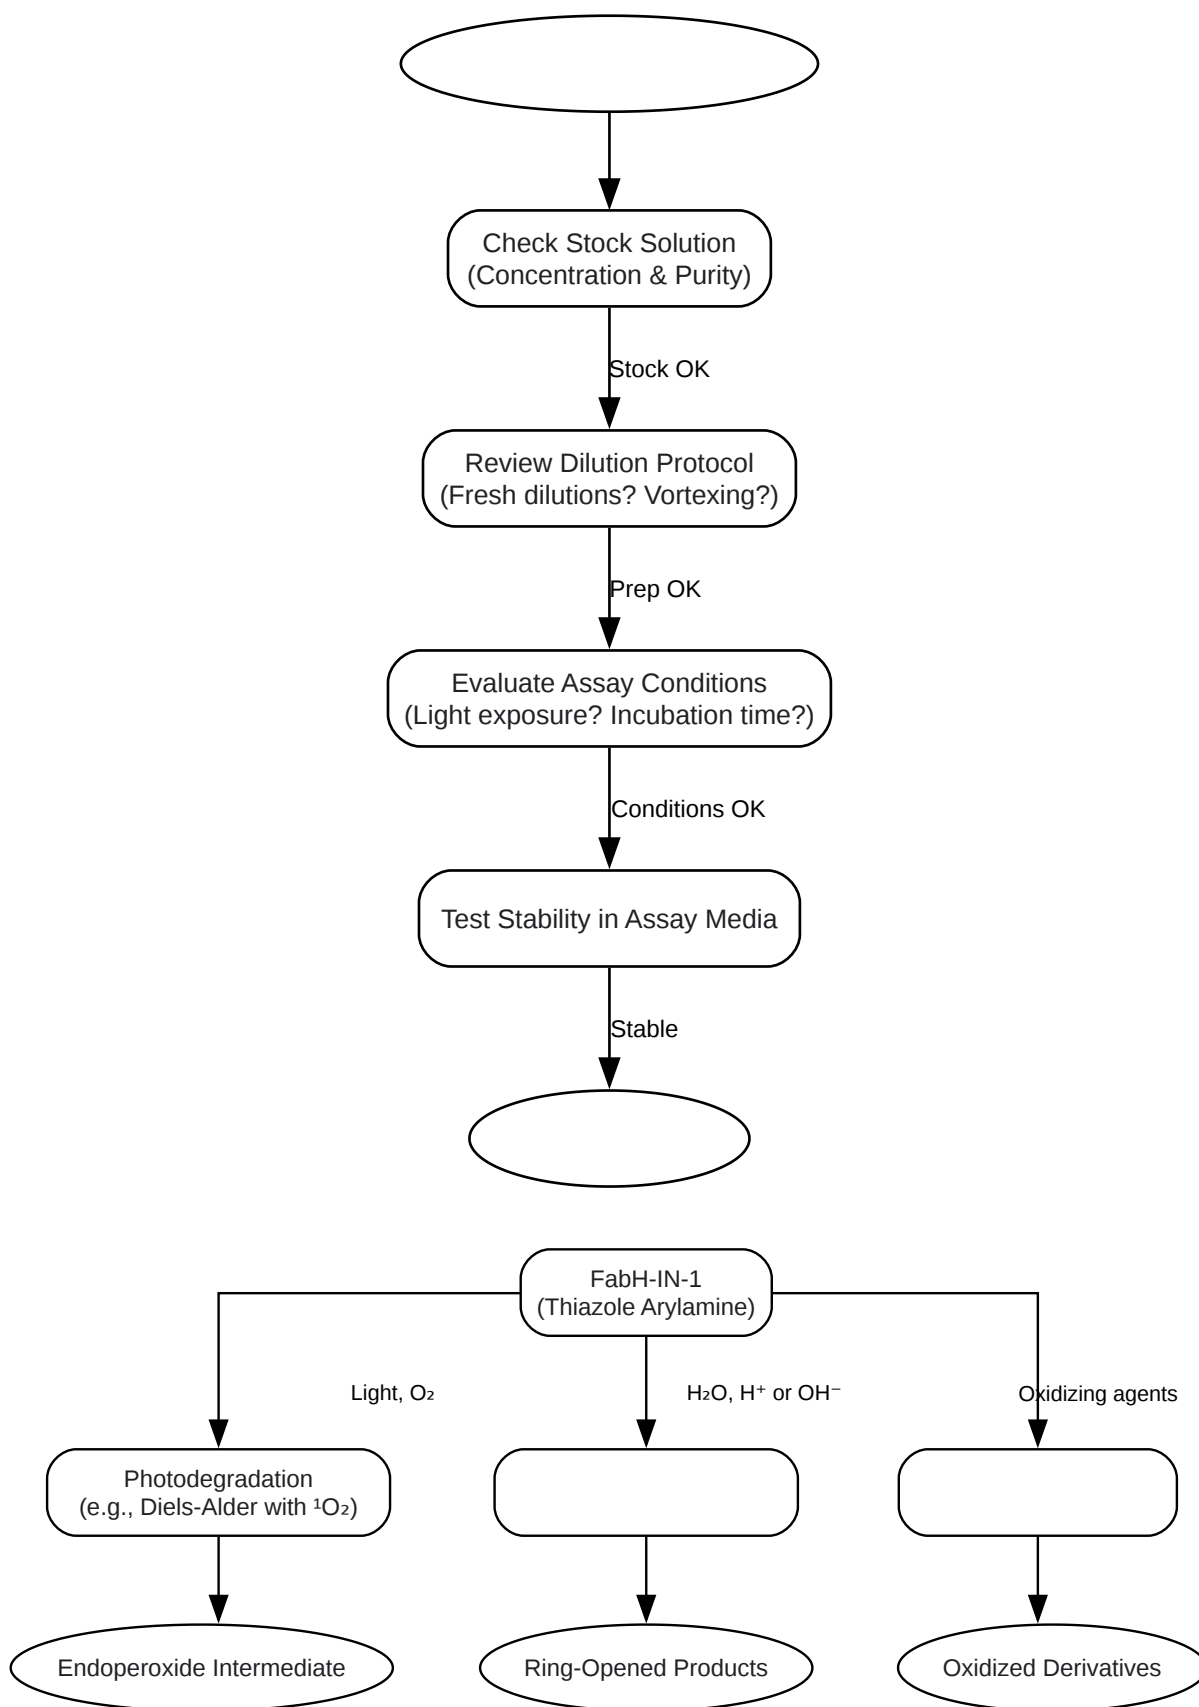 Check Stock Solution
(Concentration & Purity)
Stock OK
Review Dilution Protocol
(Fresh dilutions? Vortexing?)
Prep OK
Evaluate Assay Conditions
(Light exposure? Incubation time?)
Conditions OK
Test Stability in Assay Media
Stable
FabH-IN-1
(Thiazole Arylamine)
Light, O₂
H₂O, H⁺ or OH⁻
Oxidizing agents
Photodegradation
(e.g., Diels-Alder with ¹O₂)
Endoperoxide Intermediate
Ring-Opened Products
Oxidized Derivatives